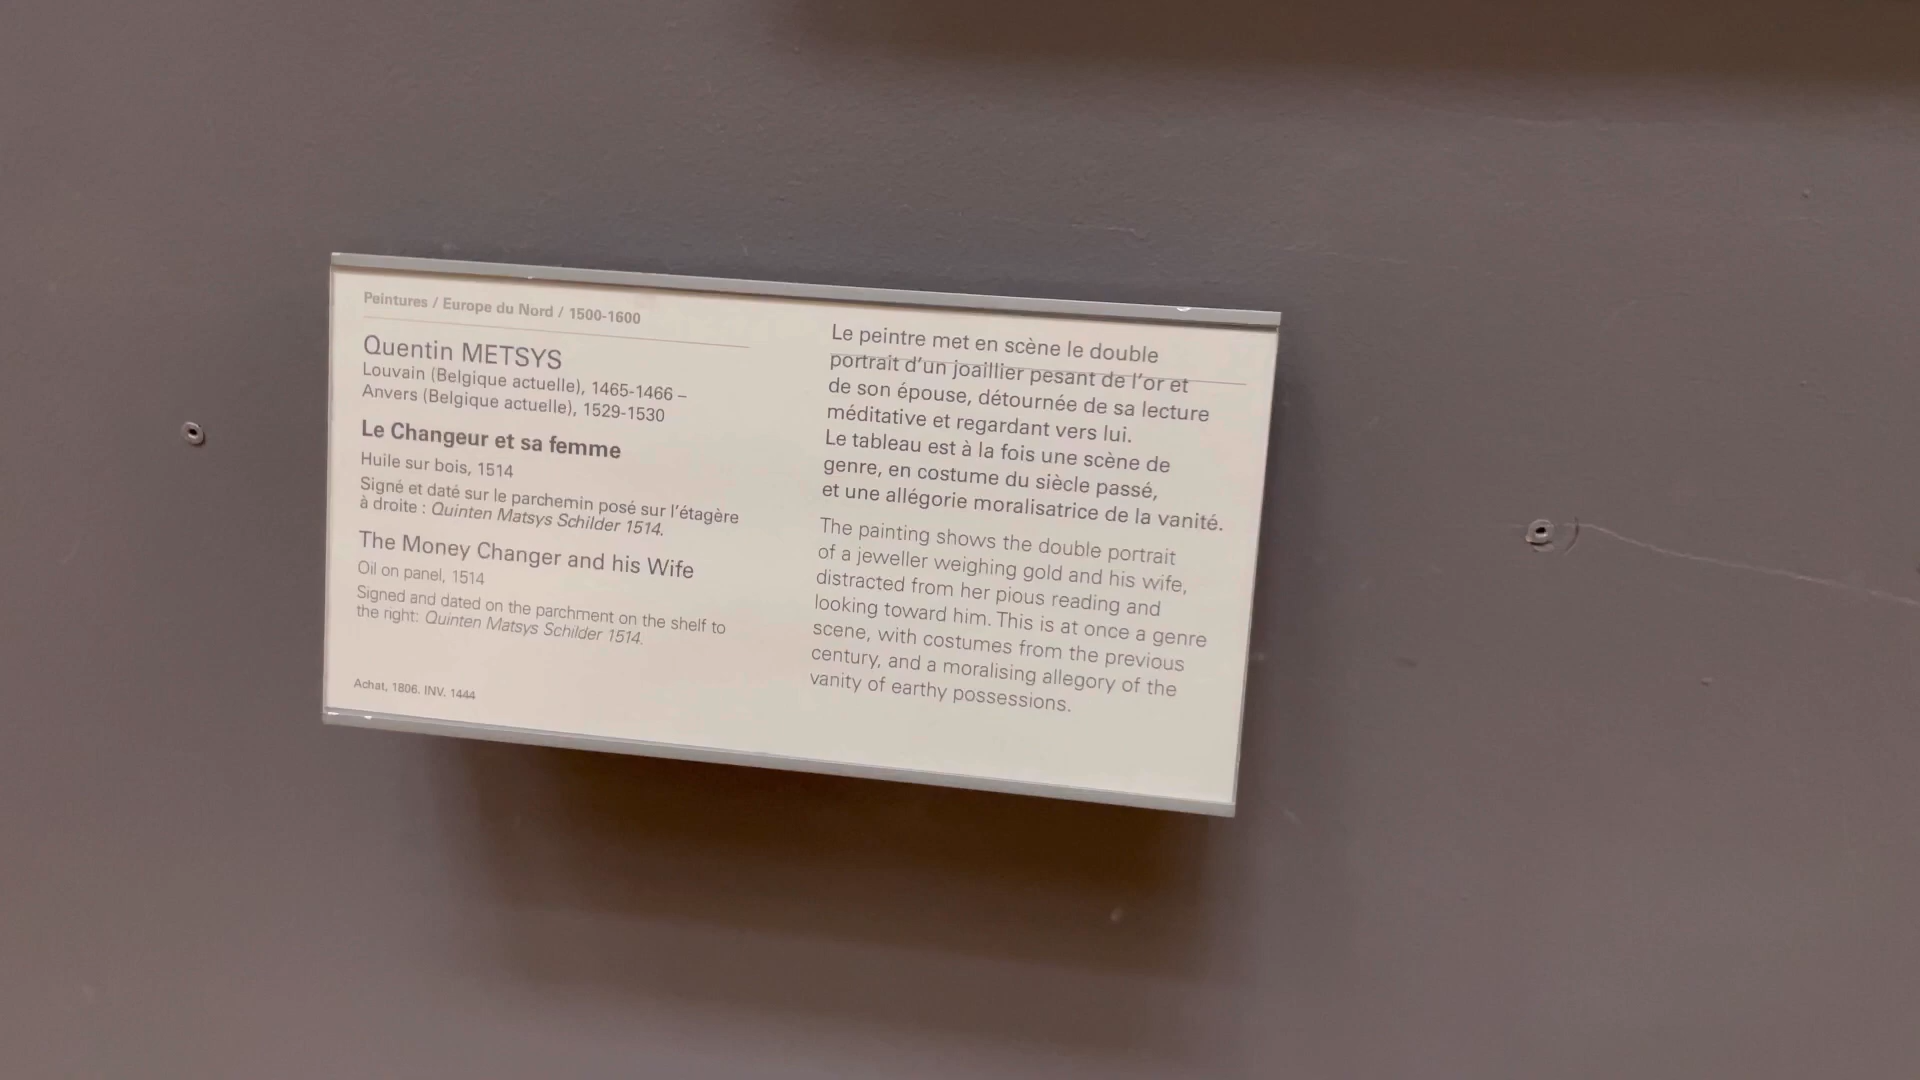 Peintures / Europe du Nord / 1500-1600
Quentin METSYS
Louvain (Belgique actuelle), 1465-1466 –
Anvers (Belgique actuelle), 1529-1530
Le Changeur et sa femme
Huile sur bois, 1514
Signé et daté sur le parchemin posé sur l'étagère
à droite : Quinten Matsys Schilder 1514.
The Money Changer and his Wife
Oil on panel, 1514
Signed and dated on the parchment on the shelf to
the right: Quinten Matsys Schilder 1514.
Achat, 1806. INV. 1444
Le peintre met en scène le double
portrait d'un joaillier pesant de l'or et
de son épouse, détournée de sa lecture
méditative et regardant vers lui.
Le tableau est à la fois une scène de
genre, en costume du siècle passé,
et une allégorie moralisatrice de la vanité.
The painting shows the double portrait
of a jeweller weighing gold and his wife,
distracted from her pious reading and
looking toward him. This is at once a genre
scene, with costumes from the previous
century, and a moralising allegory of the
vanity of earthy possessions.